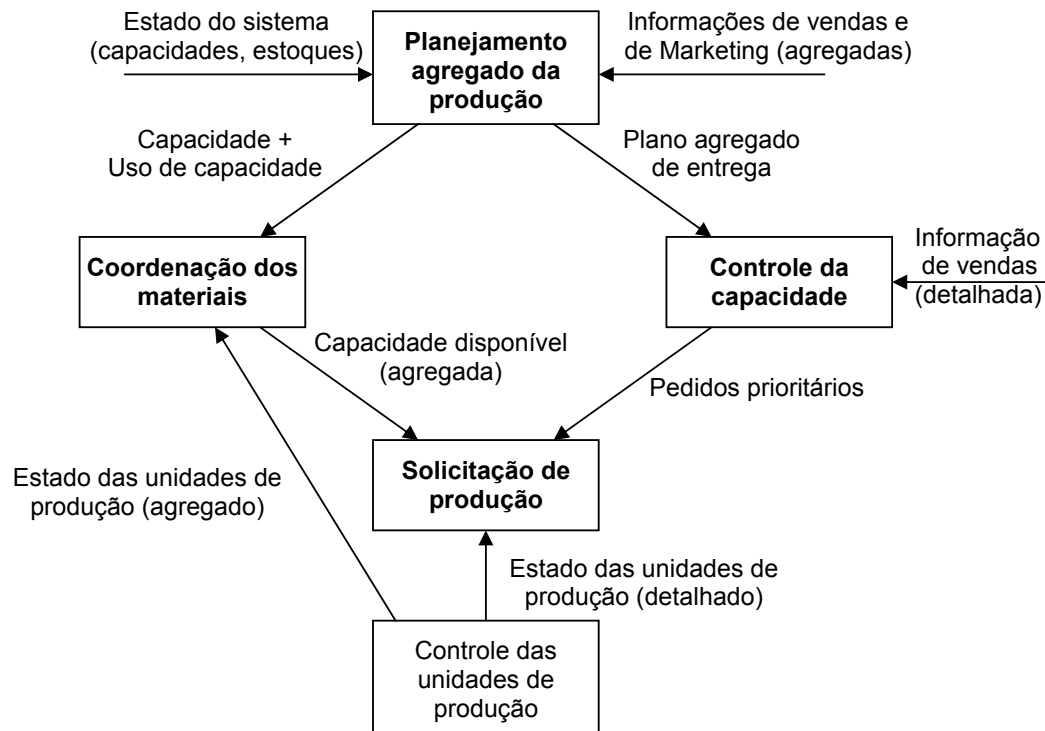 Estado do sistema
(capacidades, estoques)
Planejamento
agregado da
produção
Informações de vendas e
de Marketing (agregadas)
Capacidade +
Uso de capacidade
Plano agregado
de entrega
Coordenação dos
materiais
Controle da
capacidade
Informação
de vendas
(detalhada)
Capacidade disponível
(agregada)
Pedidos prioritários
Estado das unidades de
produção (agregado)
Solicitação de
produção
Estado das unidades de
produção (detalhado)
Controle das
unidades de
produção